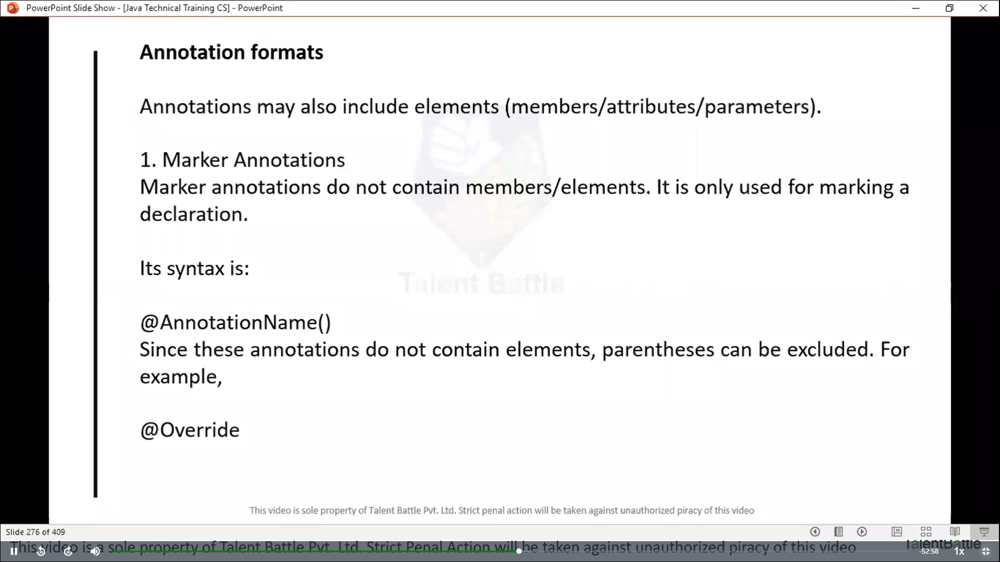 PowerPoint Slide Show - [Java Technical Training CS] - PowerPoint
Annotation formats
Annotations may also include elements (members/attributes/parameters).
1. Marker Annotations
Marker annotations do not contain members/elements. It is only used for marking a
declaration.
Its syntax is:
@AnnotationName()
Since these annotations do not contain elements, parentheses can be excluded. For
example,
@Override
Talent Battle
This video is sole property of Talent Battle Pvt. Ltd. Strict penal action will be taken against unauthorized piracy of this video
Slide 276 of 409
This video is a sole property of Talent Battle Pvt. Ltd. Strict Penal Action will be taken against unauthorized piracy of this video
TalentBattle
-52:58
1x